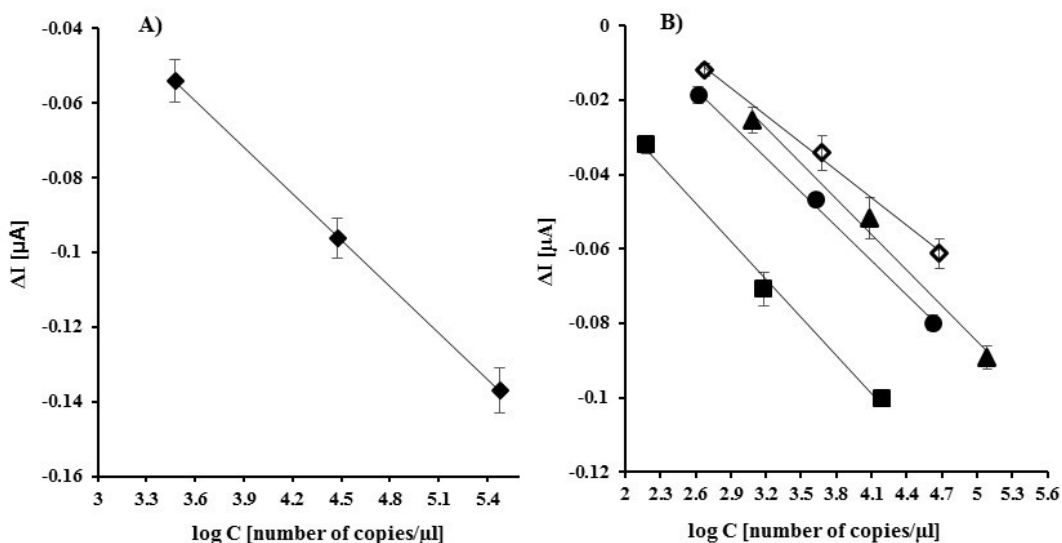 A)
ΔI [µA]
-0.04
-0.06
-0.08
-0.1
-0.12
-0.14
-0.16
3 3.3 3.6 3.9 4.2 4.5 4.8 5.1 5.4
log C [number of copies/µl]
B)
ΔI [µA]
0
-0.02
-0.04
-0.06
-0.08
-0.1
-0.12
2 2.3 2.6 2.9 3.2 3.5 3.8 4.1 4.4 4.7 5 5.3 5.6
log C [number of copies/µl]